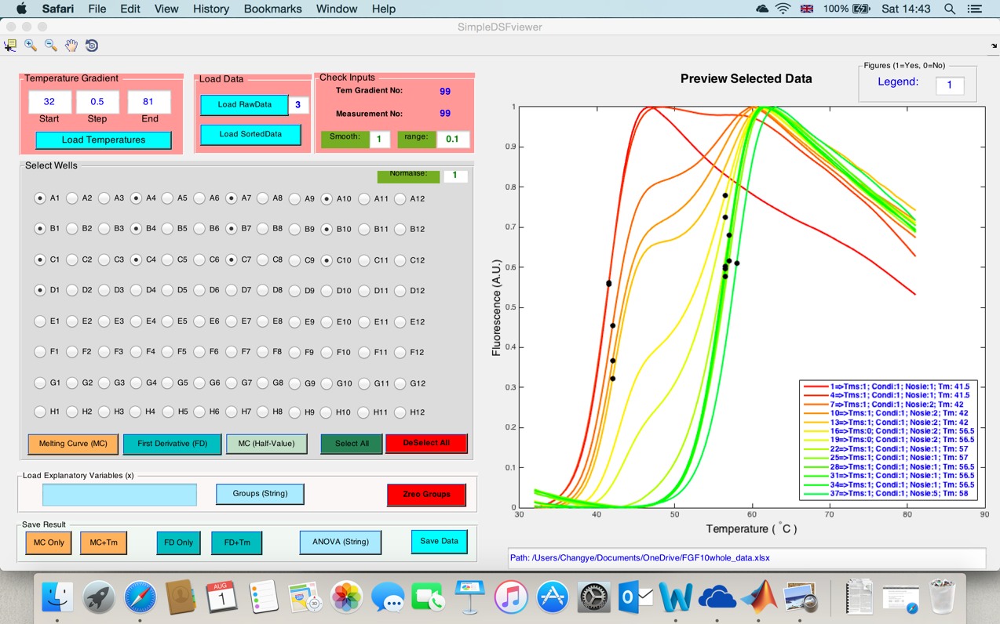 Safari File Edit View History Bookmarks Window Help 100% Sat 14:43
SimpleDSFviewer
Temperature Gradient
32 0.5 81
Start Step End
Load Temperatures
Load Data
Load RawData 3
Load SortedData
Check Inputs
Tem Gradient No: 99
Measurement No: 99
Smooth: 1 range: 0.1
Select Wells
Normalise: 1
A1 A2 A3 A4 A5 A6 A7 A8 A9 A10 A11 A12
B1 B2 B3 B4 B5 B6 B7 B8 B9 B10 B11 B12
C1 C2 C3 C4 C5 C6 C7 C8 C9 C10 C11 C12
D1 D2 D3 D4 D5 D6 D7 D8 D9 D10 D11 D12
E1 E2 E3 E4 E5 E6 E7 E8 E9 E10 E11 E12
F1 F2 F3 F4 F5 F6 F7 F8 F9 F10 F11 F12
G1 G2 G3 G4 G5 G6 G7 G8 G9 G10 G11 G12
H1 H2 H3 H4 H5 H6 H7 H8 H9 H10 H11 H12
Melting Curve (MC) First Derivative (FD) MC (Half-Value) Select All DeSelect All
Load Explanatory Variables (x)
Groups (String) Zreo Groups
Save Result
MC Only MC+Tm FD Only FD+Tm ANOVA (String) Save Data
Preview Selected Data
Figures (1=Yes, 0=No)
Legend: 1
1
0.9
0.8
0.7
0.6
0.5
0.4
0.3
0.2
0.1
0
Fluorescence (A.U.)
1=>Tms:1; Condi:1; Nosie:1; Tm: 41.5
4=>Tms:1; Condi:1; Nosie:1; Tm: 41.5
7=>Tms:1; Condi:1; Nosie:2; Tm: 42
10=>Tms:1; Condi:1; Nosie:2; Tm: 42
13=>Tms:1; Condi:1; Nosie:2; Tm: 42
16=>Tms:0; Condi:1; Nosie:2; Tm: 56.5
19=>Tms:0; Condi:1; Nosie:2; Tm: 56.5
22=>Tms:1; Condi:1; Nosie:1; Tm: 57
25=>Tms:1; Condi:1; Nosie:1; Tm: 57
28=>Tms:1; Condi:1; Nosie:1; Tm: 56.5
31=>Tms:1; Condi:1; Nosie:1; Tm: 56.5
34=>Tms:1; Condi:1; Nosie:1; Tm: 56.5
37=>Tms:1; Condi:1; Nosie:5; Tm: 58
30 40 50 60 70 80 90
Temperature ( °C )
Path: /Users/Changye/Documents/OneDrive/FGF10whole_data.xlsx
AUG
1
3D